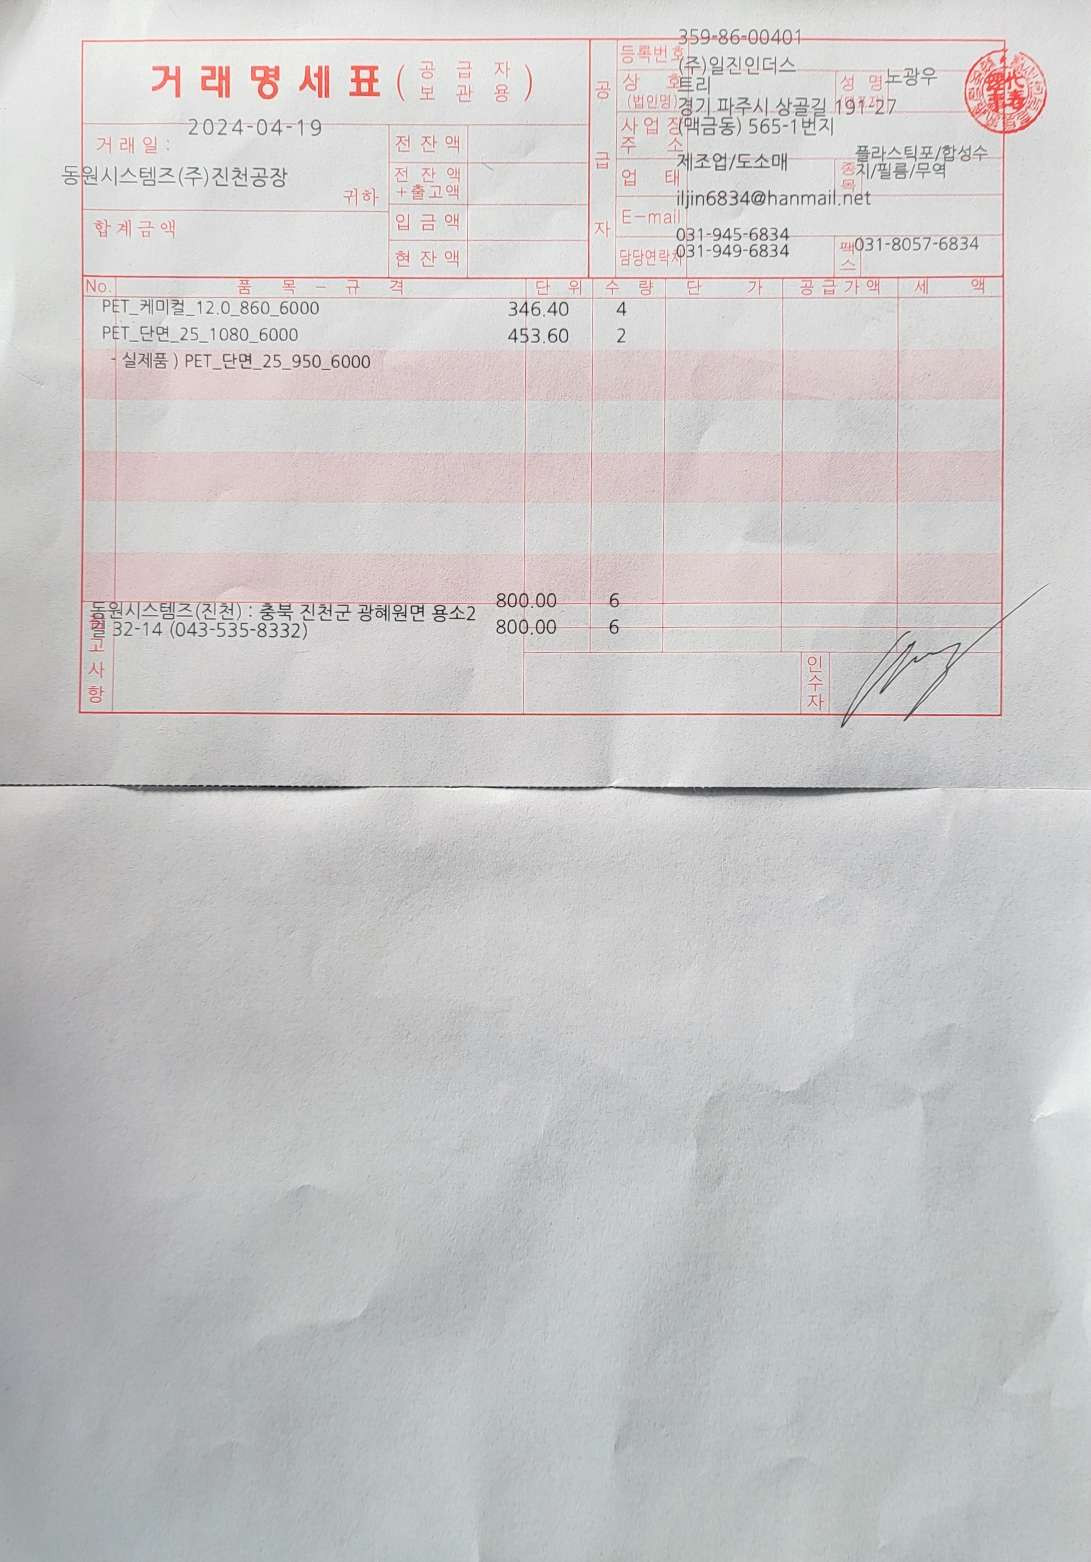 거래명세표 (공급자 보관용)
거래일 : 2024-04-19
동원시스템즈(주)진천공장
귀하
합계금액
전잔액
전잔액
+출고액
입금액
현잔액
공급자
등록번호 359-86-00401
상호 (주)일진인더스
(법인명) 트리
성명 노광우
사업장 경기 파주시 상골길 191-27
주소 (맥금동) 565-1번지
업태 제조업/도소매
종목 플라스틱포/합성수
지/필름/무역
E-mail iljin6834@hanmail.net
담당연락처 031-945-6834
031-949-6834
팩스 031-8057-6834
No. 품목-규격 단위 수량 단가 공급가액 세액
PET_케미컬_12.0_860_6000 346.40 4
PET_단면_25_1080_6000 453.60 2
- 실제품 ) PET_단면_25_950_6000
800.00 6
동원시스템즈(진천) : 충북 진천군 광혜원면 용소2
길 32-14 (043-535-8332) 800.00 6
고
사
항
인수자